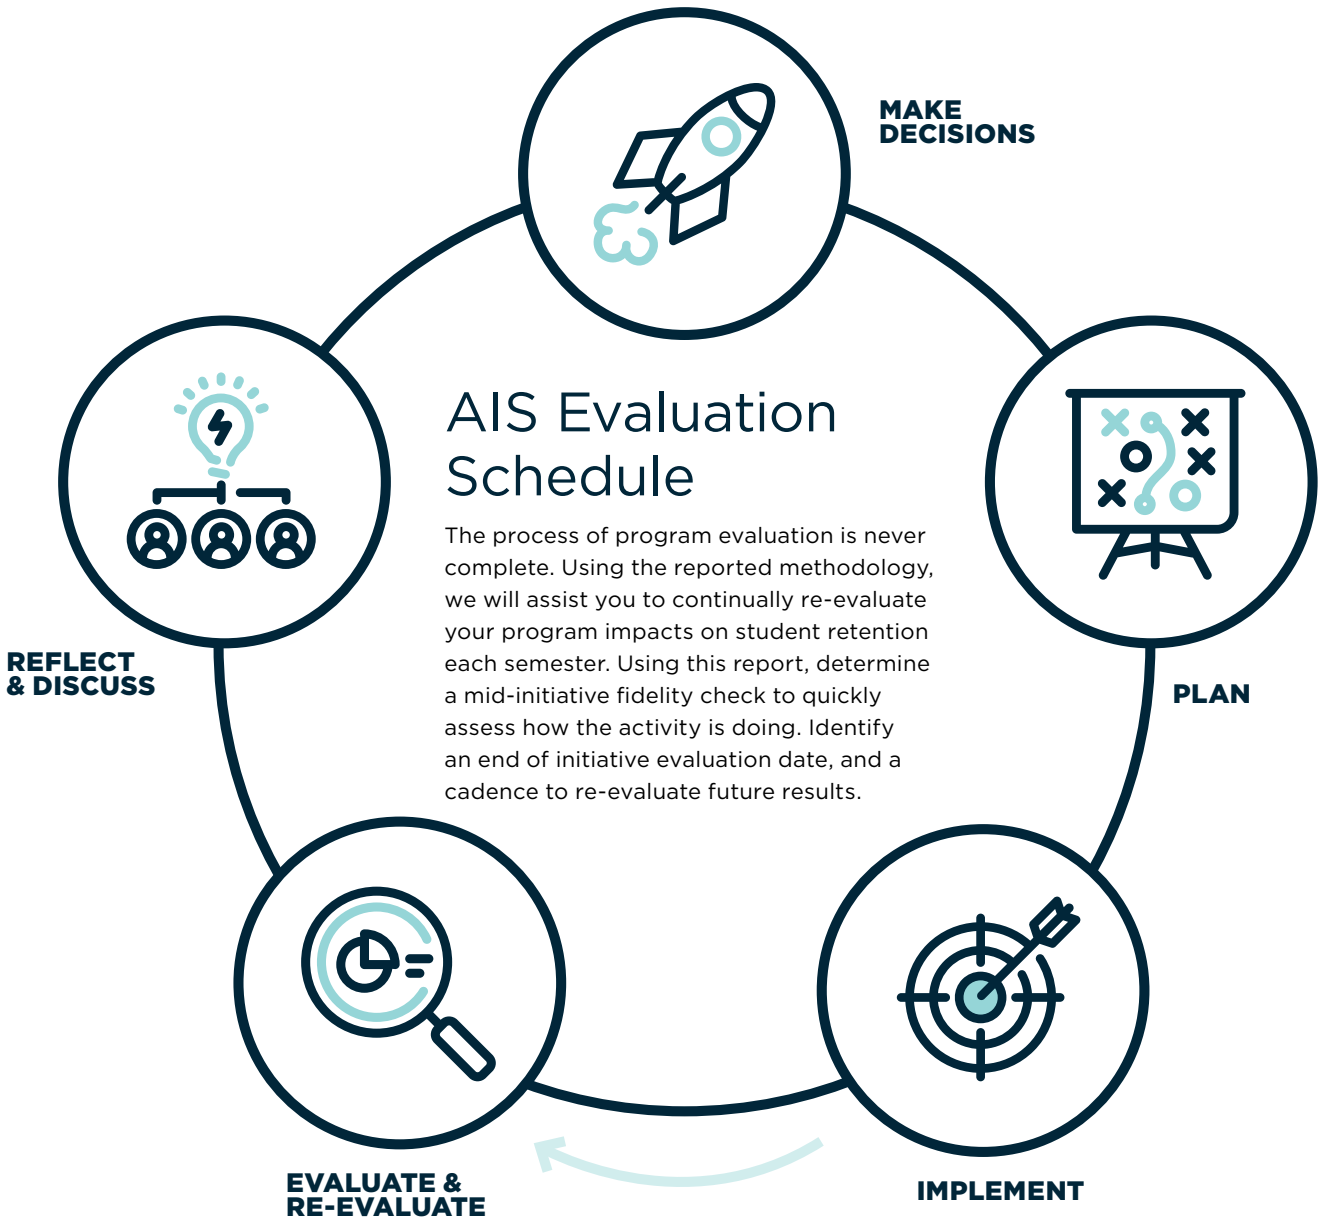 MAKE
DECISIONS
AIS Evaluation
Schedule
The process of program evaluation is never
complete. Using the reported methodology,
we will assist you to continually re-evaluate
your program impacts on student retention
each semester. Using this report, determine
a mid-initiative fidelity check to quickly
assess how the activity is doing. Identify
an end of initiative evaluation date, and a
cadence to re-evaluate future results.
REFLECT
& DISCUSS
PLAN
EVALUATE &
RE-EVALUATE
IMPLEMENT